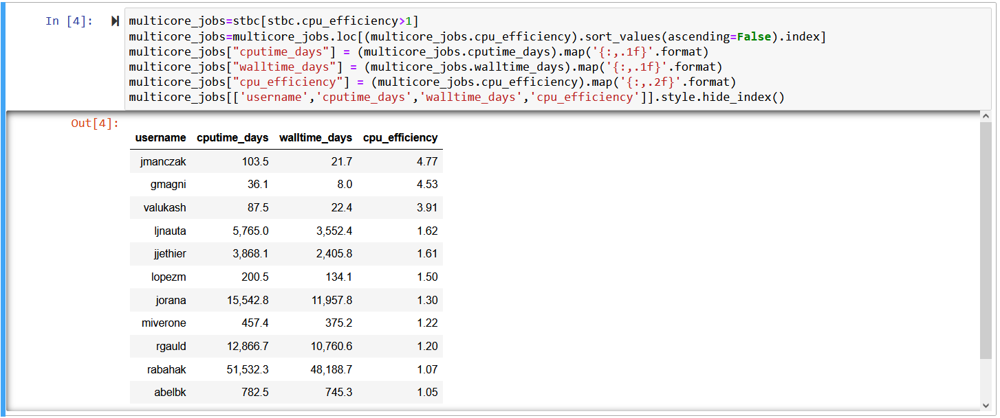 In [4]:
multicore_jobs=stbc[stbc.cpu_efficiency>1]
multicore_jobs=multicore_jobs.loc[(multicore_jobs.cpu_efficiency).sort_values(ascending=False).index]
multicore_jobs["cputime_days"] = (multicore_jobs.cputime_days).map('{:,.1f}'.format)
multicore_jobs["walltime_days"] = (multicore_jobs.walltime_days).map('{:,.1f}'.format)
multicore_jobs["cpu_efficiency"] = (multicore_jobs.cpu_efficiency).map('{:,.2f}'.format)
multicore_jobs[['username','cputime_days','walltime_days','cpu_efficiency']].style.hide_index()
Out[4]:
username cputime_days walltime_days cpu_efficiency
jmanczak 103.5 21.7 4.77
gmagni 36.1 8.0 4.53
valukash 87.5 22.4 3.91
ljnauta 5,765.0 3,552.4 1.62
jjethier 3,868.1 2,405.8 1.61
lopezm 200.5 134.1 1.50
jorana 15,542.8 11,957.8 1.30
miverone 457.4 375.2 1.22
rgauld 12,866.7 10,760.6 1.20
rabahak 51,532.3 48,188.7 1.07
abelbk 782.5 745.3 1.05